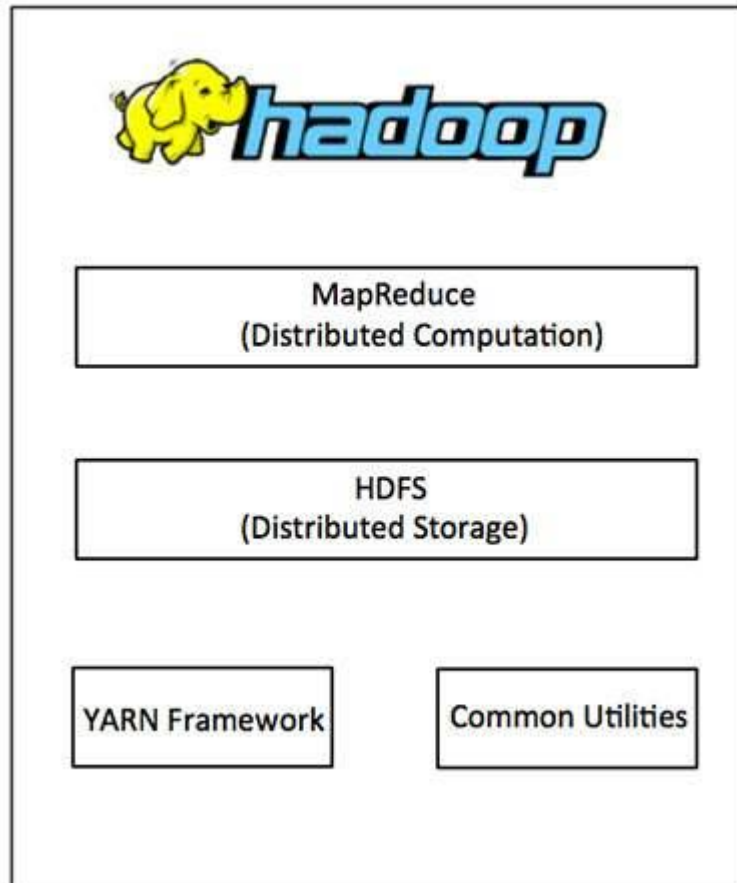 hadoop
MapReduce
(Distributed Computation)
HDFS
(Distributed Storage)
YARN Framework
Common Utilities